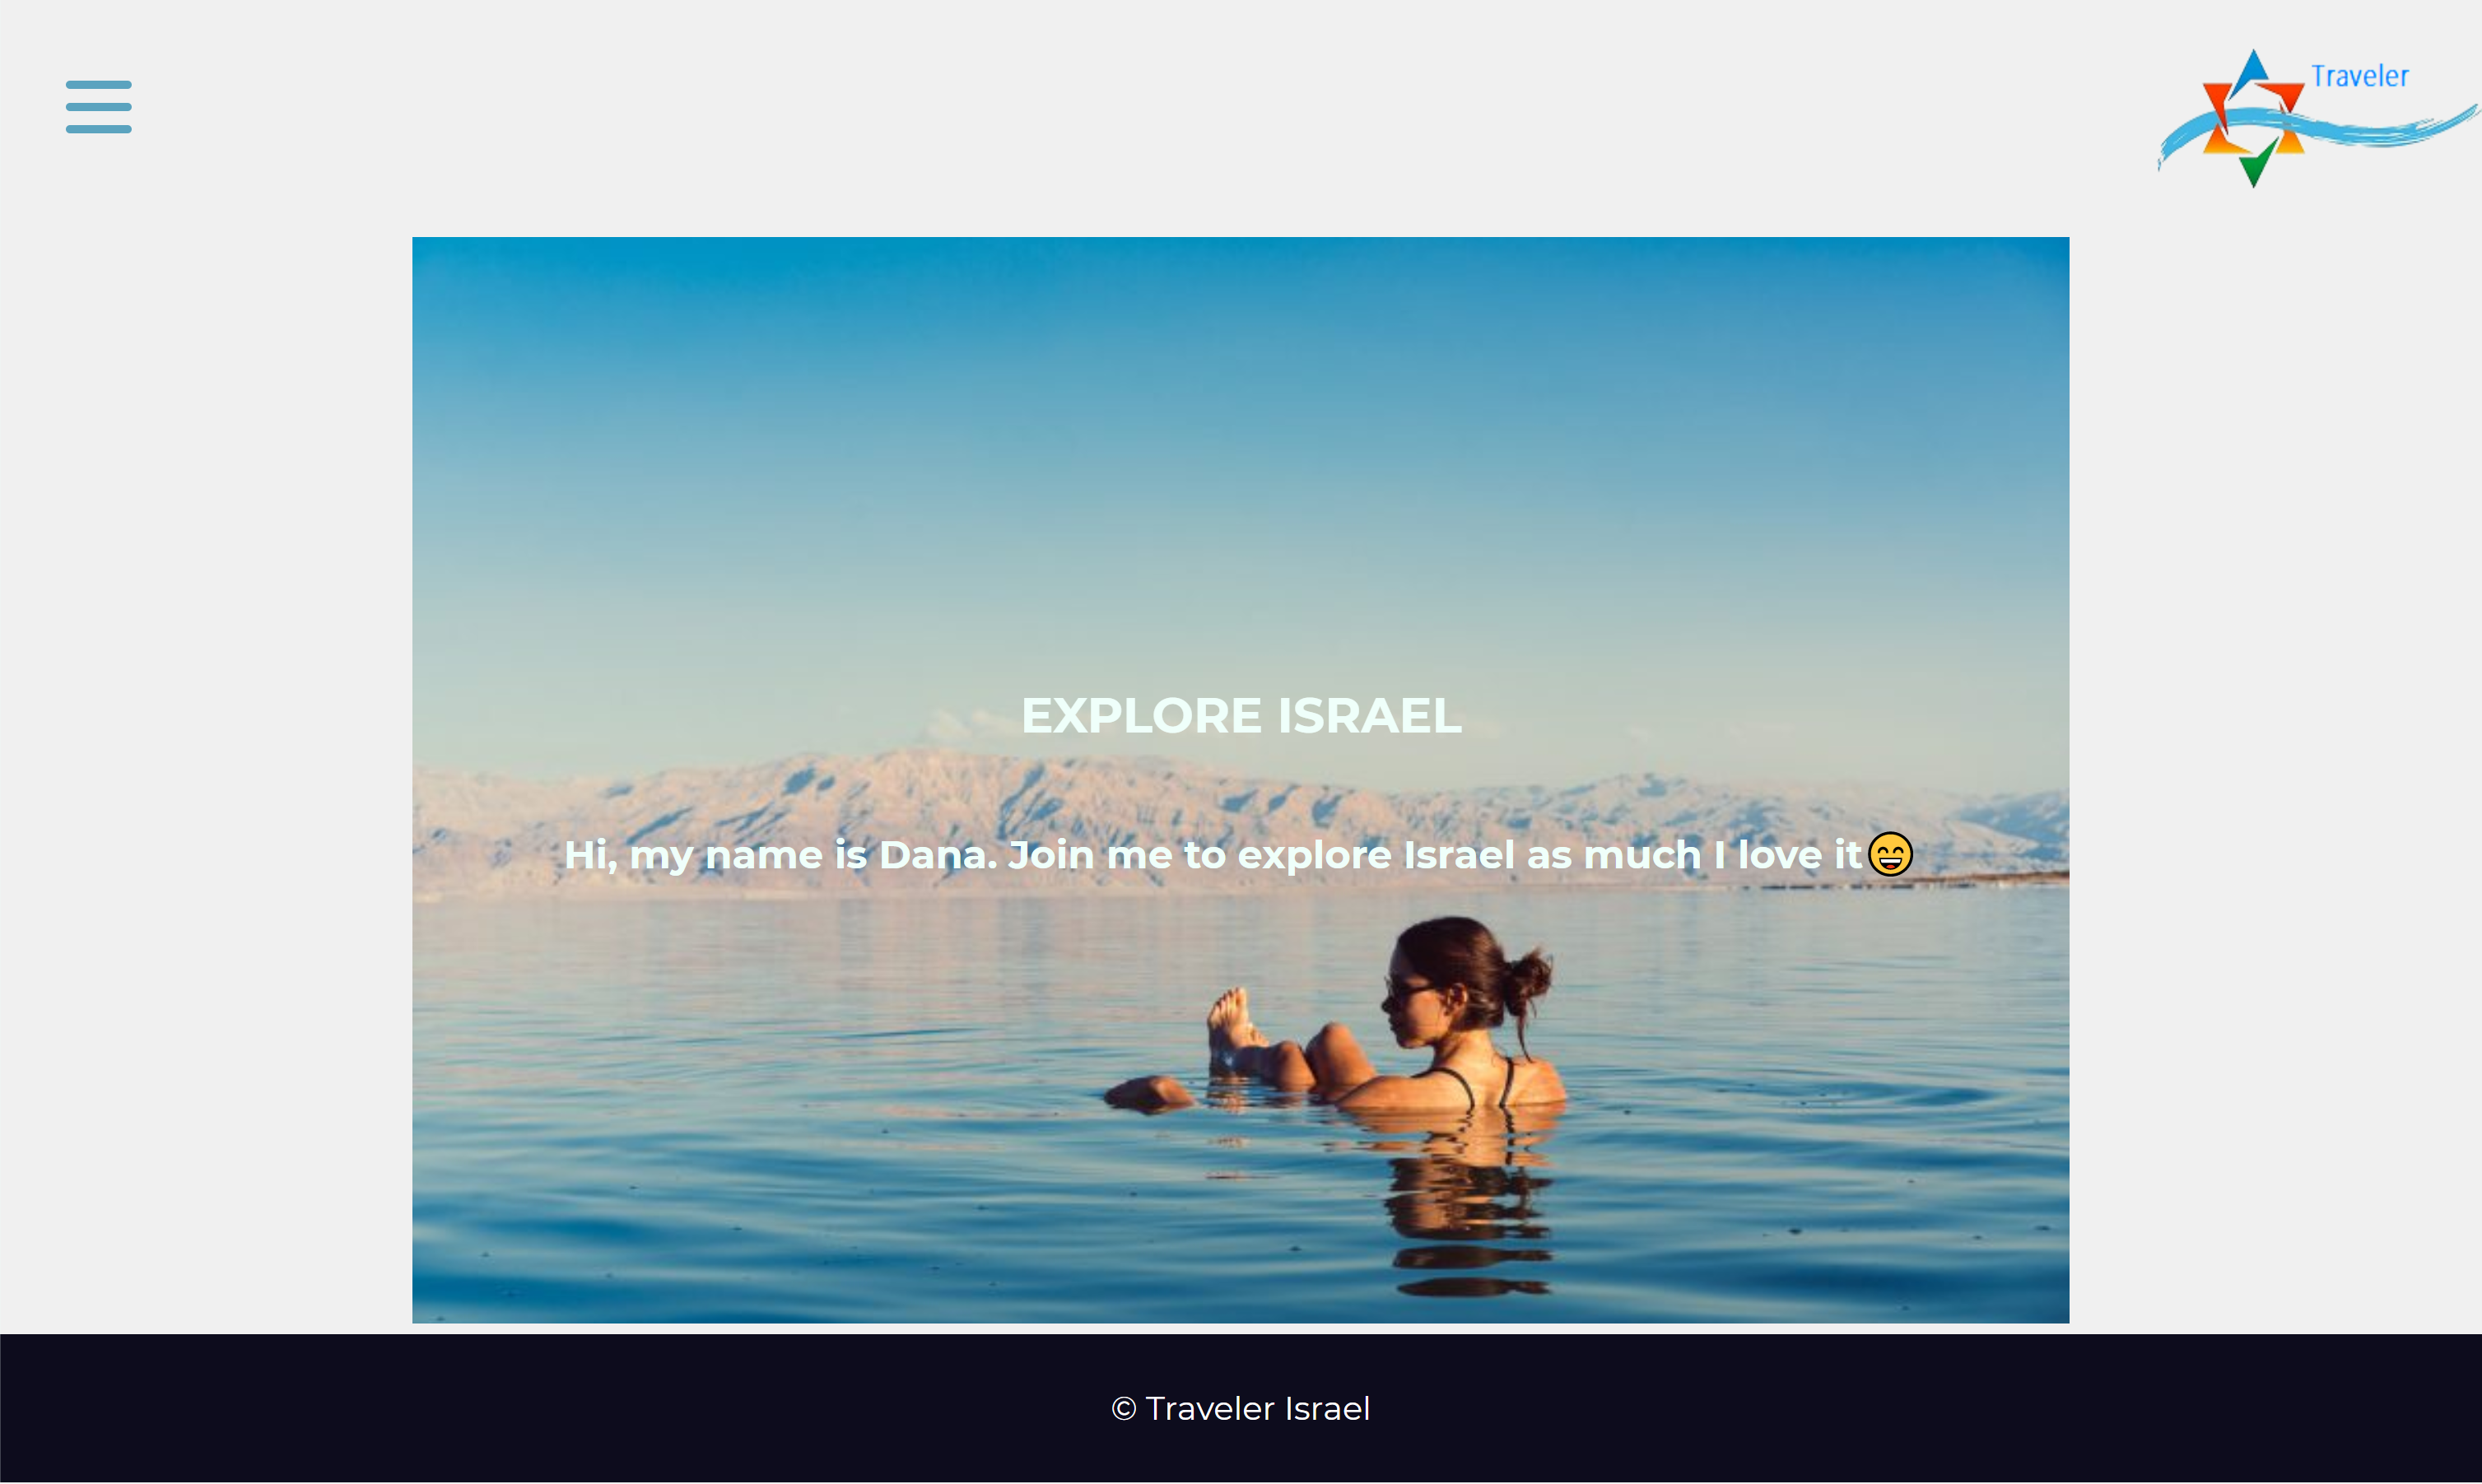 Traveler
EXPLORE ISRAEL
Hi, my name is Dana. Join me to explore Israel as much I love it😄
© Traveler Israel